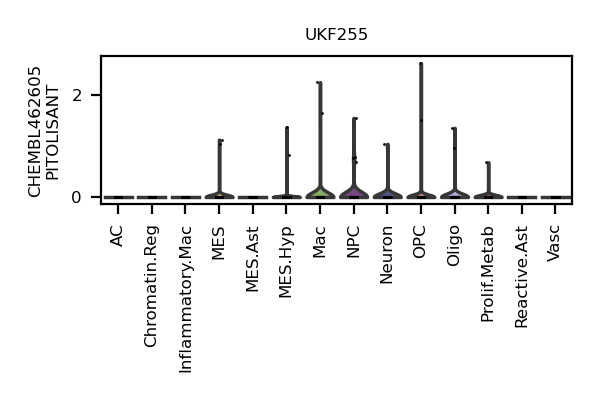 UKF255
CHEMBL462605
PITOLISANT
2
0
AC
Chromatin.Reg
Inflammatory.Mac
MES
MES.Ast
MES.Hyp
Mac
NPC
Neuron
OPC
Oligo
Prolif.Metab
Reactive.Ast
Vasc